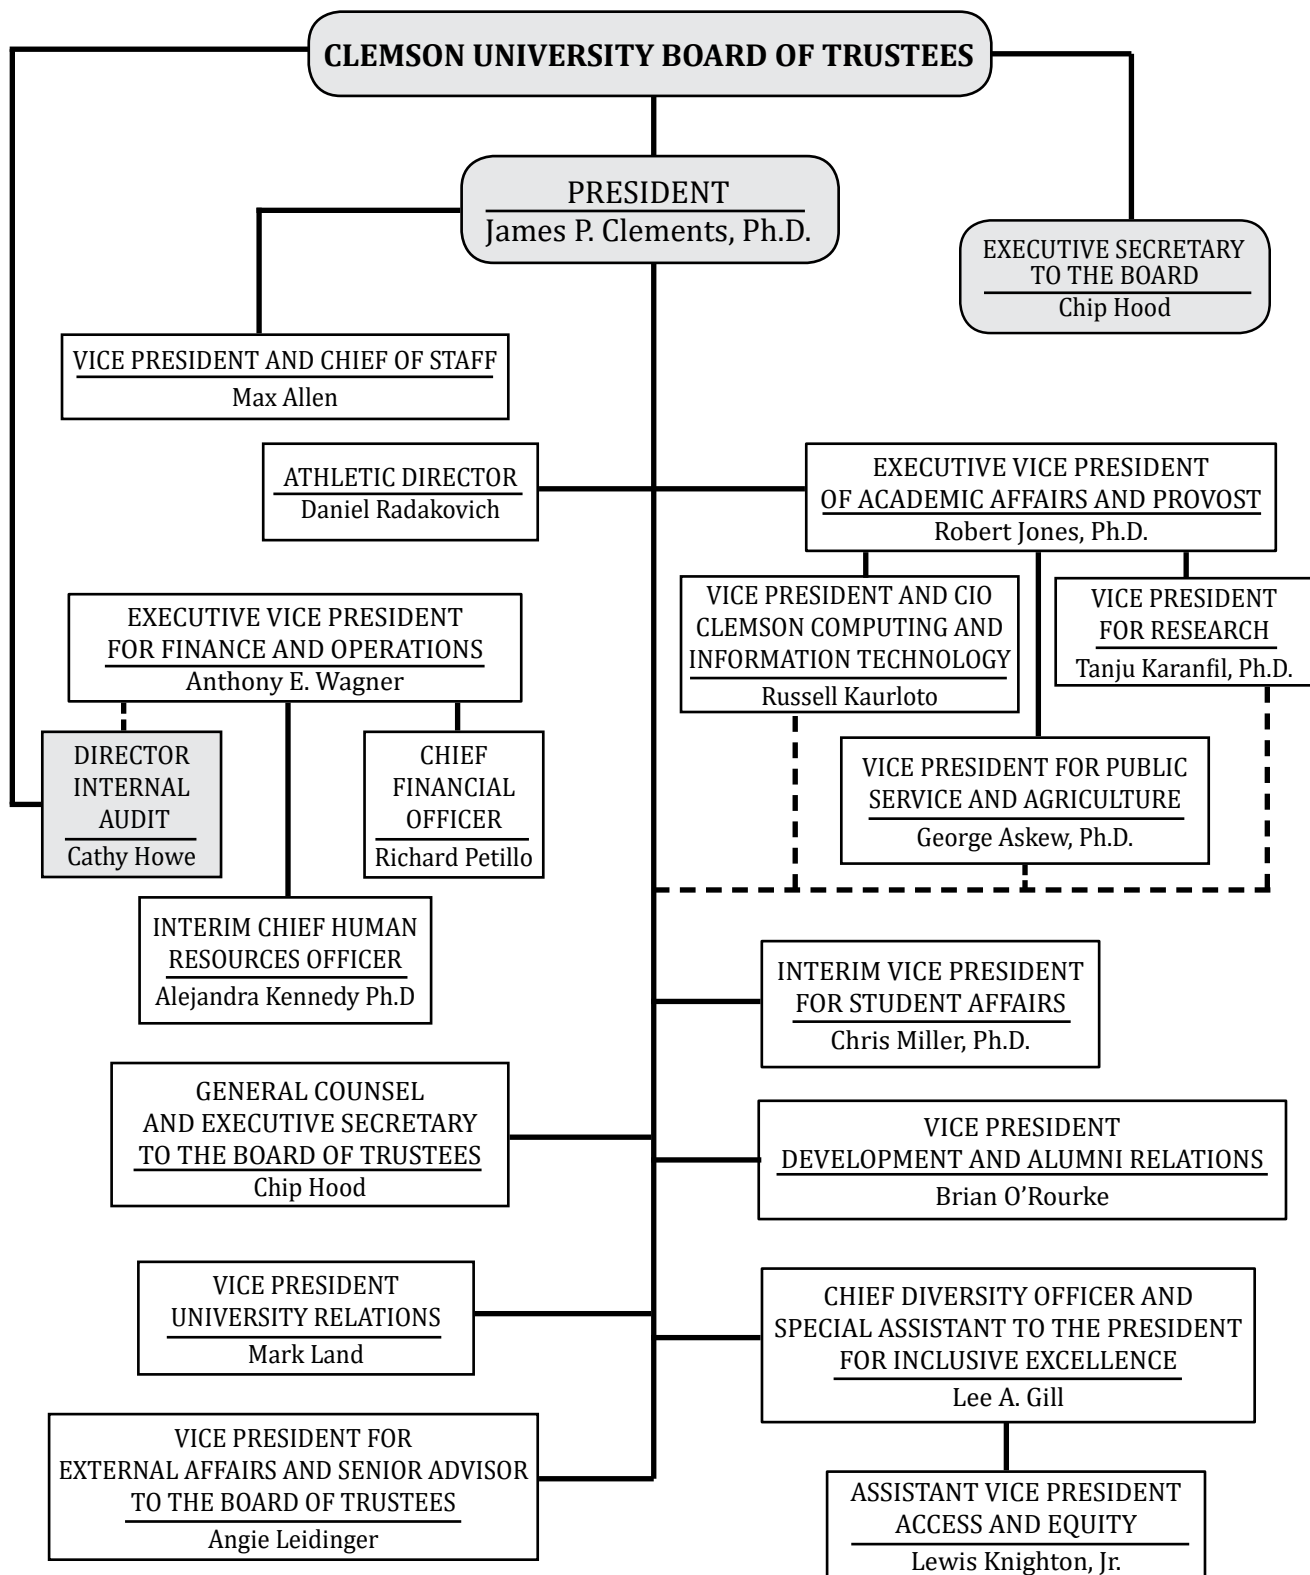 CLEMSON UNIVERSITY BOARD OF TRUSTEES
PRESIDENT
James P. Clements, Ph.D.
EXECUTIVE SECRETARY
TO THE BOARD
Chip Hood
VICE PRESIDENT AND CHIEF OF STAFF
Max Allen
ATHLETIC DIRECTOR
Daniel Radakovich
EXECUTIVE VICE PRESIDENT
OF ACADEMIC AFFAIRS AND PROVOST
Robert Jones, Ph.D.
EXECUTIVE VICE PRESIDENT
FOR FINANCE AND OPERATIONS
Anthony E. Wagner
VICE PRESIDENT AND CIO
CLEMSON COMPUTING AND
INFORMATION TECHNOLOGY
Russell Kaurloto
VICE PRESIDENT
FOR RESEARCH
Tanju Karanfil, Ph.D.
DIRECTOR
INTERNAL
AUDIT
Cathy Howe
CHIEF
FINANCIAL
OFFICER
Richard Petillo
VICE PRESIDENT FOR PUBLIC
SERVICE AND AGRICULTURE
George Askew, Ph.D.
INTERIM CHIEF HUMAN
RESOURCES OFFICER
Alejandra Kennedy Ph.D
INTERIM VICE PRESIDENT
FOR STUDENT AFFAIRS
Chris Miller, Ph.D.
GENERAL COUNSEL
AND EXECUTIVE SECRETARY
TO THE BOARD OF TRUSTEES
Chip Hood
VICE PRESIDENT
DEVELOPMENT AND ALUMNI RELATIONS
Brian O’Rourke
VICE PRESIDENT
UNIVERSITY RELATIONS
Mark Land
CHIEF DIVERSITY OFFICER AND
SPECIAL ASSISTANT TO THE PRESIDENT
FOR INCLUSIVE EXCELLENCE
Lee A. Gill
VICE PRESIDENT FOR
EXTERNAL AFFAIRS AND SENIOR ADVISOR
TO THE BOARD OF TRUSTEES
Angie Leidinger
ASSISTANT VICE PRESIDENT
ACCESS AND EQUITY
Lewis Knighton, Jr.